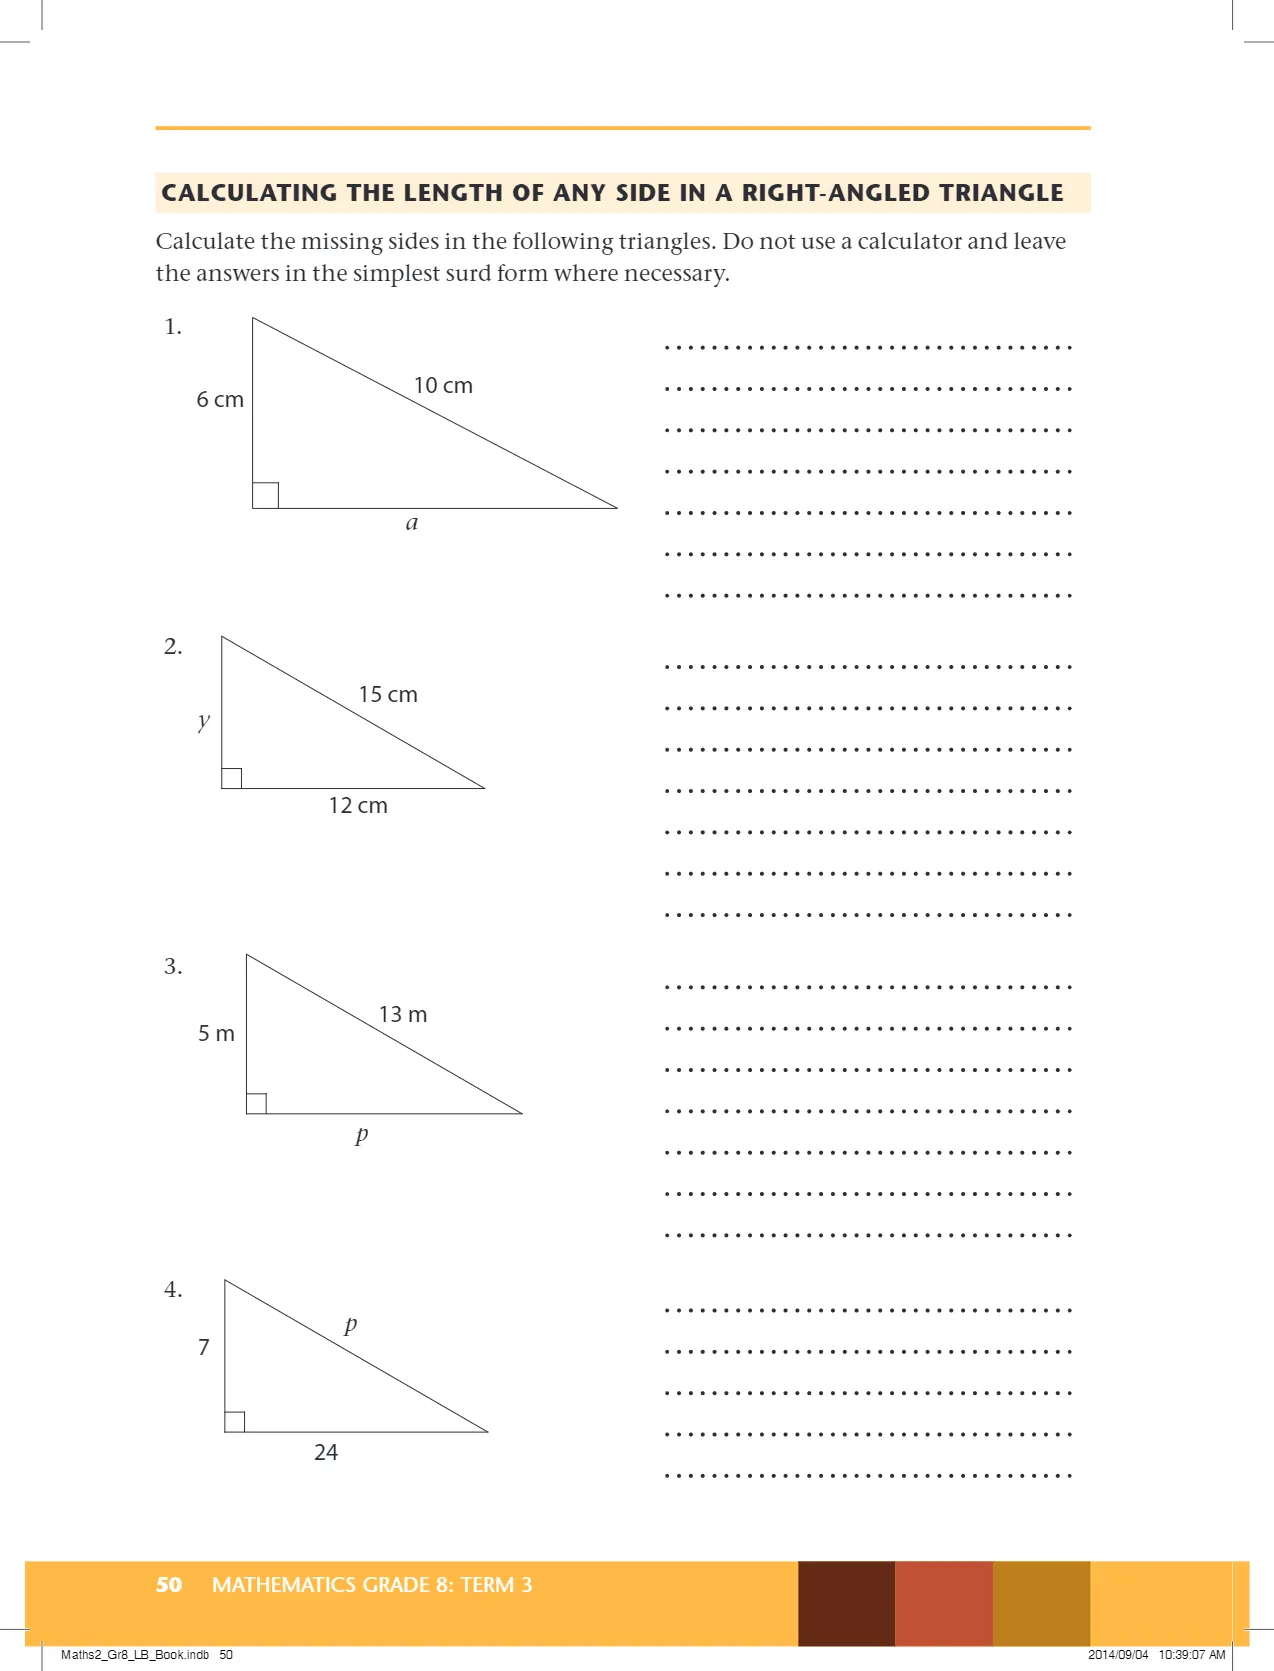 CALCULATING THE LENGTH OF ANY SIDE IN A RIGHT-ANGLED TRIANGLE
Calculate the missing sides in the following triangles. Do not use a calculator and leave
the answers in the simplest surd form where necessary.
1.
6 cm
10 cm
a
2.
15 cm
y
12 cm
3.
13 m
5 m
p
4.
p
7
24
50 MATHEMATICS GRADE 8: TERM 3
Maths2_Gr8_LB_Book.indb 50
2014/09/04 10:39:07 AM